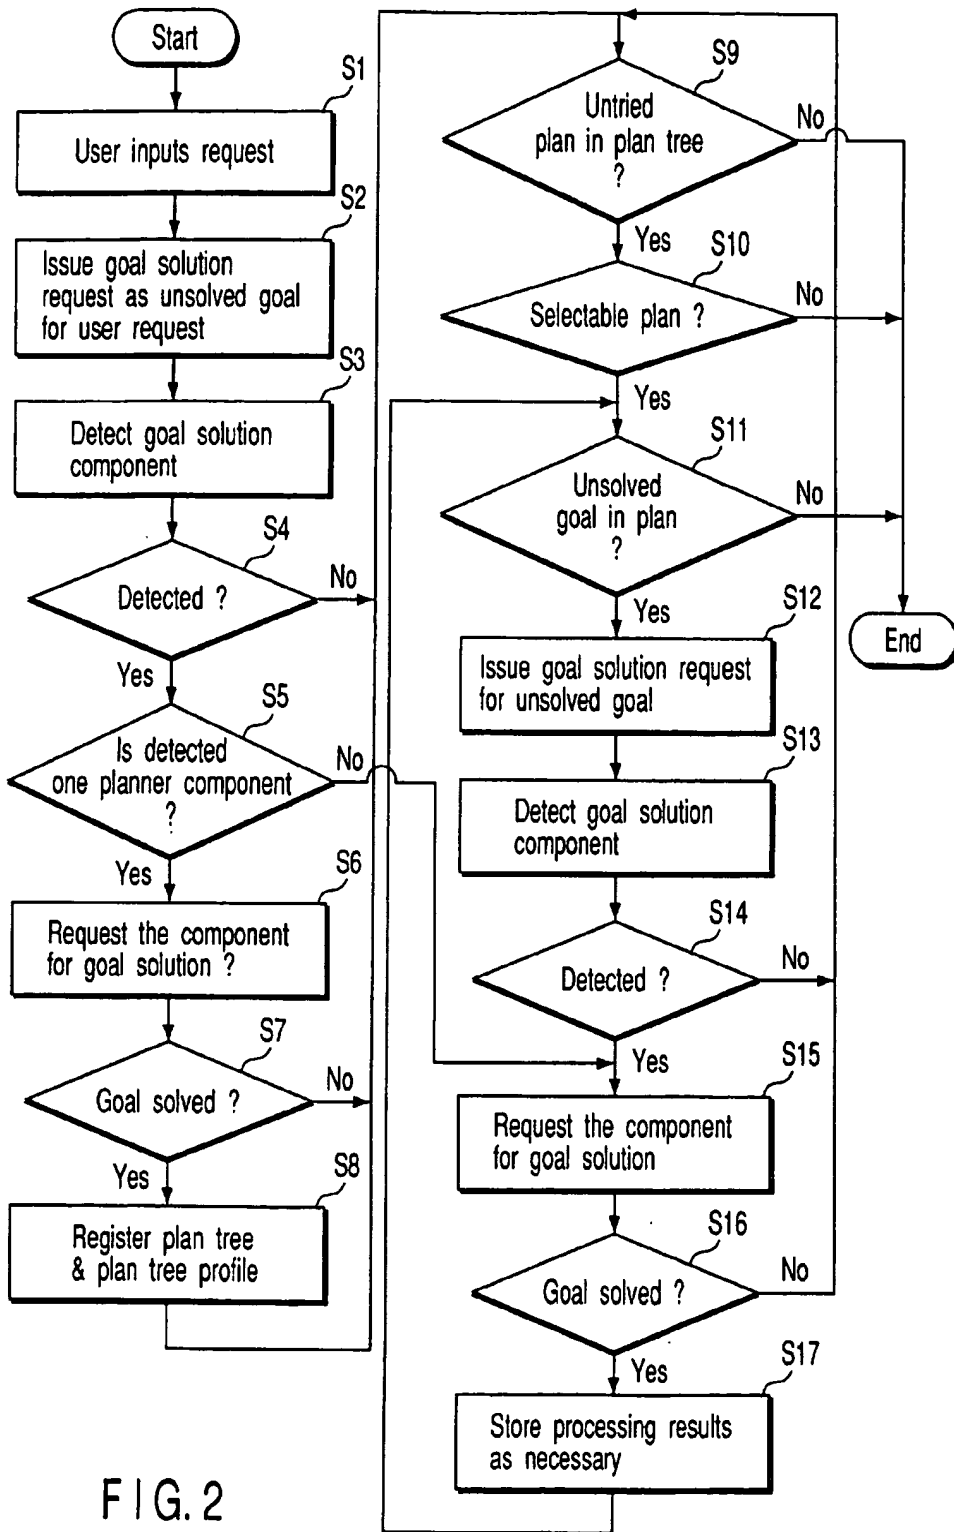 Start
S1
User inputs request
S2
Issue goal solution
request as unsolved goal
for user request
S3
Detect goal solution
component
S4
Detected ?
No
Yes
S5
Is detected
one planner component
?
No
Yes
S6
Request the component
for goal solution ?
S7
Goal solved ?
No
Yes
S8
Register plan tree
& plan tree profile
S9
Untried
plan in plan tree
?
No
Yes
S10
Selectable plan ?
No
Yes
S11
Unsolved
goal in plan
?
No
Yes
End
S12
Issue goal solution request
for unsolved goal
S13
Detect goal solution
component
S14
Detected ?
No
Yes
S15
Request the component
for goal solution
S16
Goal solved ?
No
Yes
S17
Store processing results
as necessary
FIG. 2